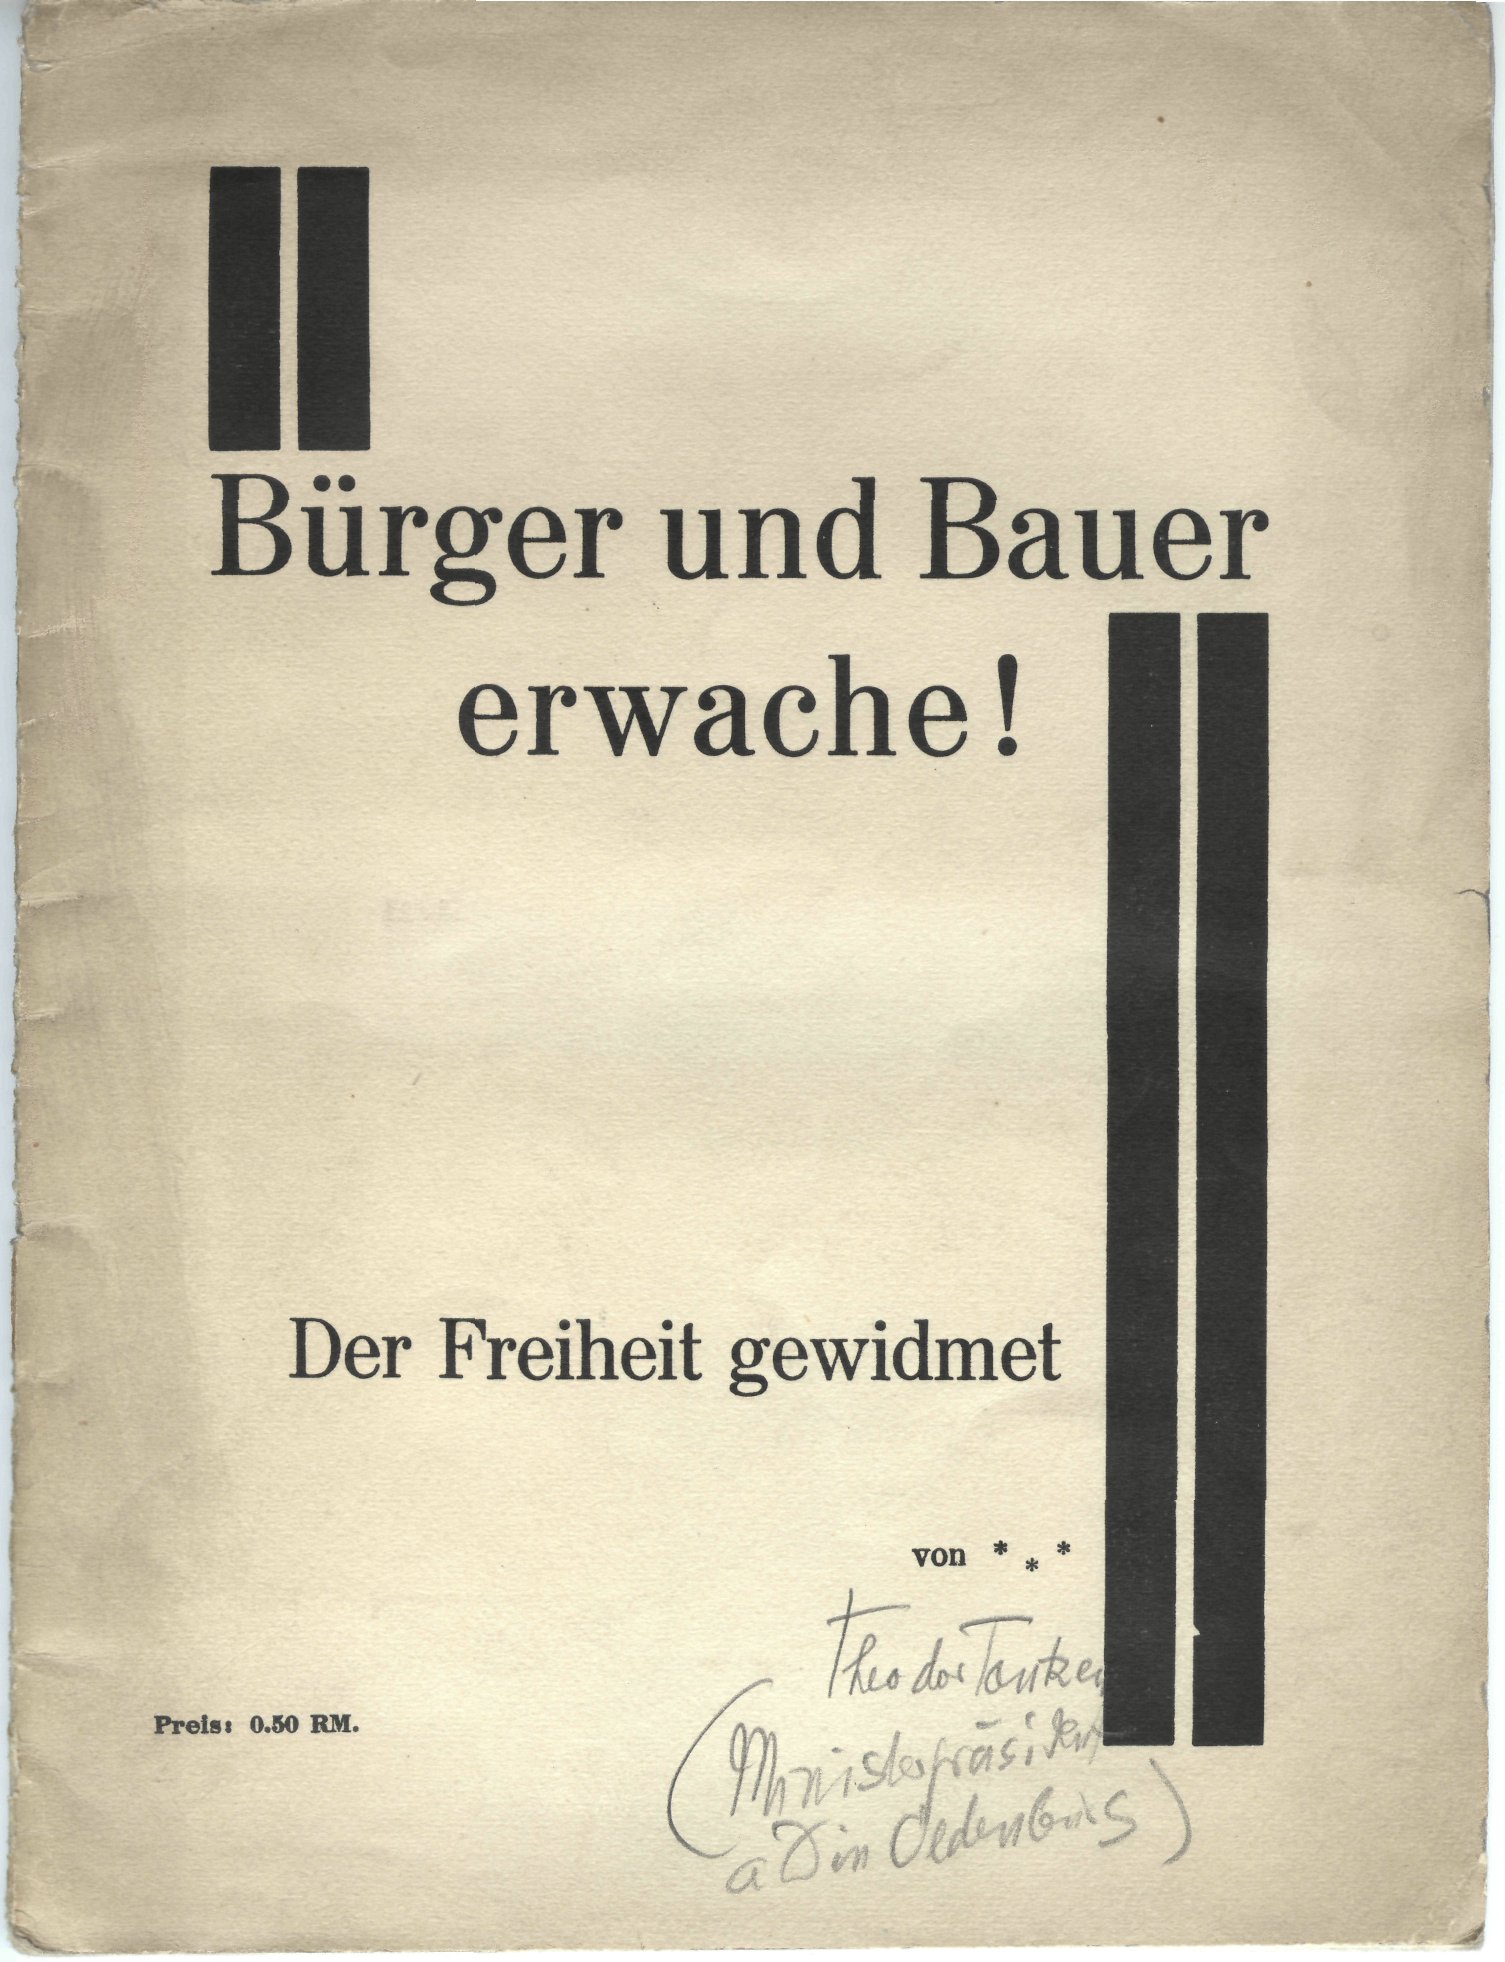 Bürger und Bauer
erwache!
Der Freiheit gewidmet
von * * *
Theodor Tantzen
Preis: 0.50 RM.
(Ministerpräsident
a D in Oldenburg)